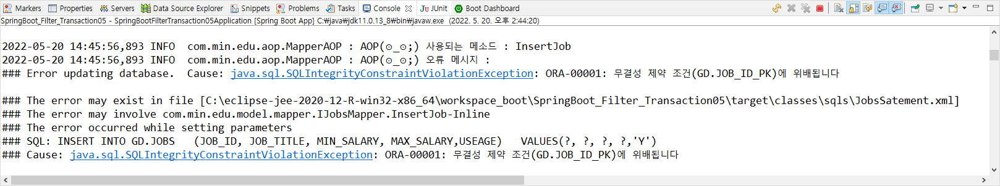 Markers Properties Servers Data Source Explorer Snippets Problems Tasks Console JUnit Boot Dashboard
SpringBoot_Filter_Transaction05 - SpringBootFilterTransaction05Application [Spring Boot App] C:₩java₩jdk11.0.13_8₩bin₩javaw.exe (2022. 5. 20. 오후 2:44:20)
2022-05-20 14:45:56,893 INFO  com.min.edu.aop.MapperAOP : AOP(⊙_⊙;) 사용되는 메소드 : InsertJob
2022-05-20 14:45:56,893 INFO  com.min.edu.aop.MapperAOP : AOP(⊙_⊙;) 오류 메시지 :
### Error updating database.  Cause: java.sql.SQLIntegrityConstraintViolationException: ORA-00001: 무결성 제약 조건(GD.JOB_ID_PK)에 위배됩니다
### The error may exist in file [C:\eclipse-jee-2020-12-R-win32-x86_64\workspace_boot\SpringBoot_Filter_Transaction05\target\classes\sqls\JobsSatement.xml]
### The error may involve com.min.edu.model.mapper.IJobsMapper.InsertJob-Inline
### The error occurred while setting parameters
### SQL: INSERT INTO GD.JOBS   (JOB_ID, JOB_TITLE, MIN_SALARY, MAX_SALARY,USEAGE)   VALUES(?, ?, ?, ?,'Y')
### Cause: java.sql.SQLIntegrityConstraintViolationException: ORA-00001: 무결성 제약 조건(GD.JOB_ID_PK)에 위배됩니다